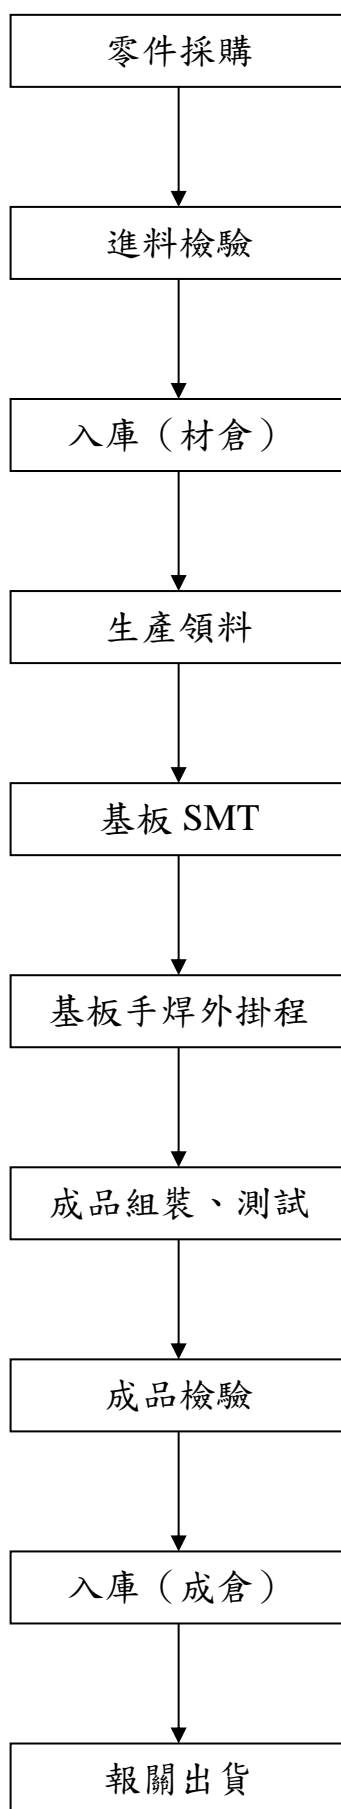 零件採購
進料檢驗
入庫（材倉）
生產領料
基板 SMT
基板手焊外掛程
成品組裝、測試
成品檢驗
入庫（成倉）
報關出貨